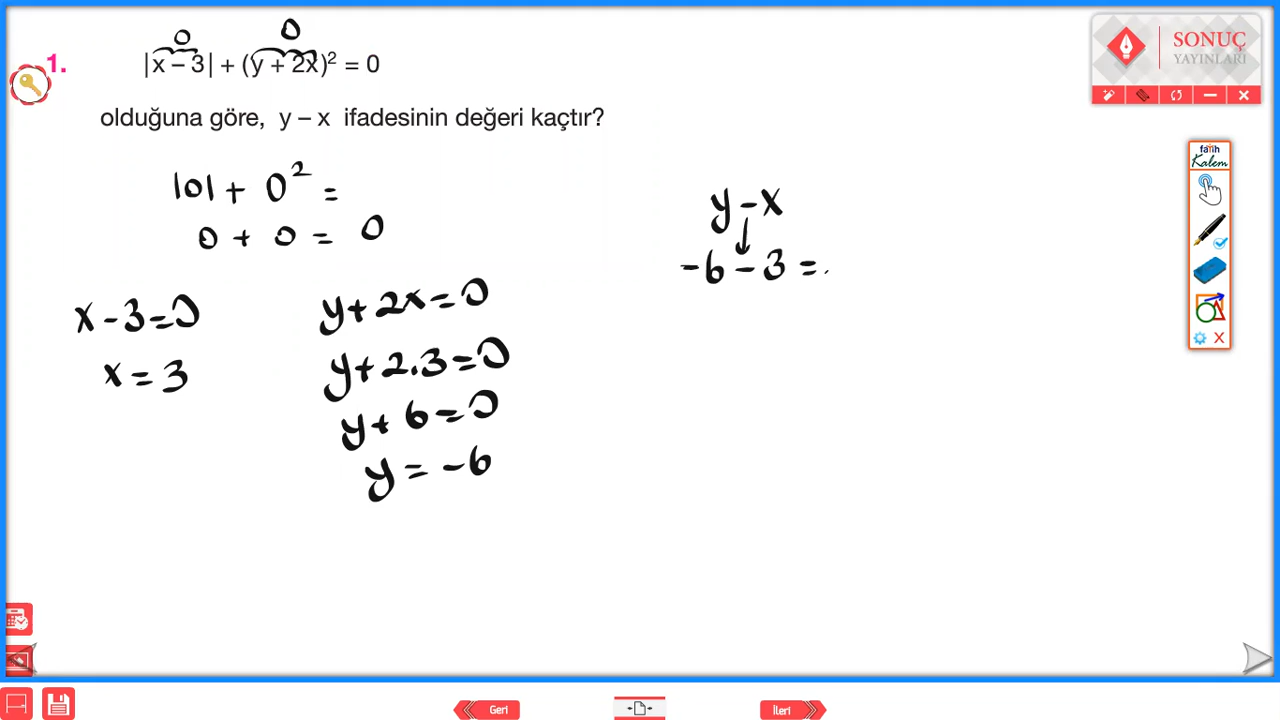 0 0
1. |x – 3| + (y + 2x)² = 0
olduğuna göre, y – x ifadesinin değeri kaçtır?
|0| + 0² =
0 + 0 = 0
x - 3 = 0
x = 3
y + 2x = 0
y + 2.3 = 0
y + 6 = 0
y = -6
y - x
-6 - 3 =
SONUÇ
YAYINLARI
fatih
Kalem
Geri
İleri